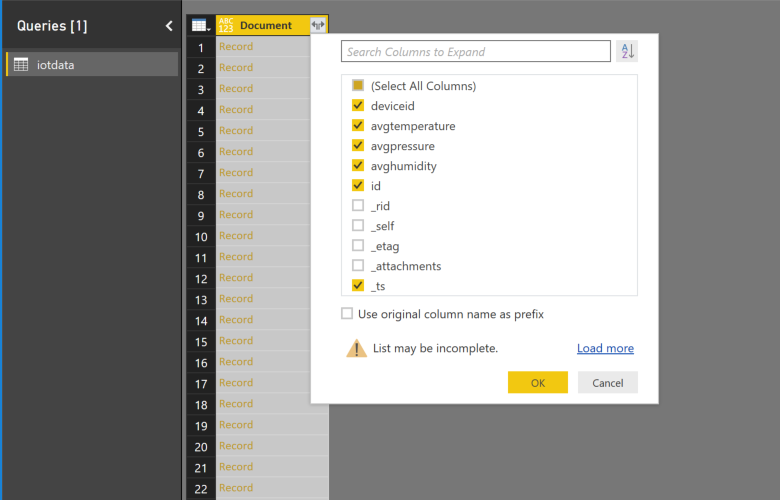 Queries [1]
iotdata
ABC
123
Document
1 Record
2 Record
3 Record
4 Record
5 Record
6 Record
7 Record
8 Record
9 Record
10 Record
11 Record
12 Record
13 Record
14 Record
15 Record
16 Record
17 Record
18 Record
19 Record
20 Record
21 Record
22 Record
Search Columns to Expand
A
Z
(Select All Columns)
deviceid
avgtemperature
avgpressure
avghumidity
id
_rid
_self
_etag
_attachments
_ts
Use original column name as prefix
List may be incomplete. Load more
OK Cancel